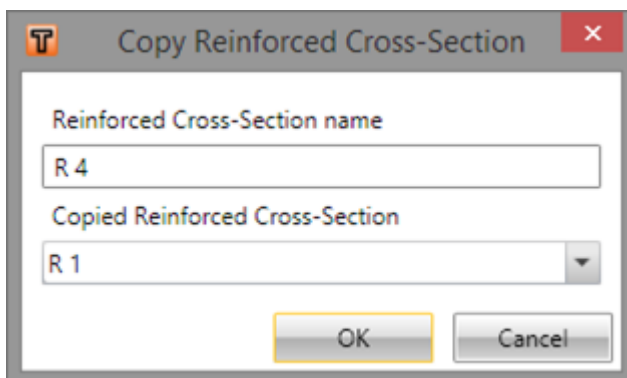 Copy Reinforced Cross-Section
Reinforced Cross-Section name
R 4
Copied Reinforced Cross-Section
R 1
OK
Cancel